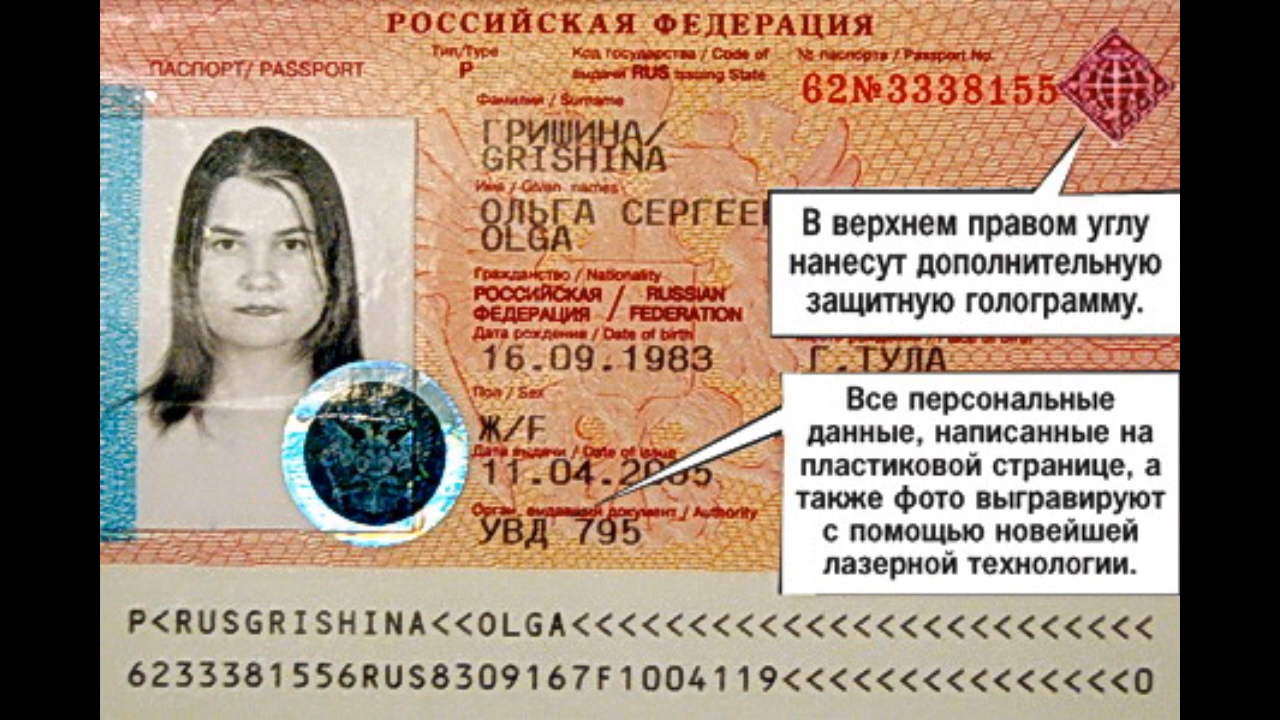 РОССИЙСКАЯ ФЕДЕРАЦИЯ
ПАСПОРТ/ PASSPORT
Тип/Type
P
Код государства / Code of
выдачи RUS issuing State
№ паспорта / Passport No.
62№3338155
Фамилия / Surname
ГРИШИНА/
GRISHINA
Имя / Given names
ОЛЬГА СЕРГЕЕ
OLGA
В верхнем правом углу
нанесут дополнительную
защитную голограмму.
Гражданство / Nationality
РОССИЙСКАЯ / RUSSIAN
ФЕДЕРАЦИЯ / FEDERATION
Дата рождения / Date of birth
16.09.1983
Г. ТУЛА
Пол / Sex
Ж/F
Дата выдачи / Date of issue
11.04.2005
Орган, выдавший документ / Authority
УВД 795
Все персональные
данные, написанные на
пластиковой странице, а
также фото выгравируют
с помощью новейшей
лазерной технологии.
P<RUSGRISHINA<<OLGA<<<<<<<<<<<<<<<<<<<<<<<<<
6233381556RUS8309167F1004119<<<<<<<<<<<<<<<0